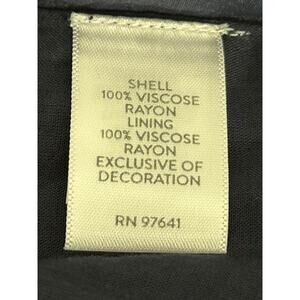 SHELL
100% VISCOSE
RAYON
LINING
100% VISCOSE
RAYON
EXCLUSIVE OF
DECORATION
RN 97641